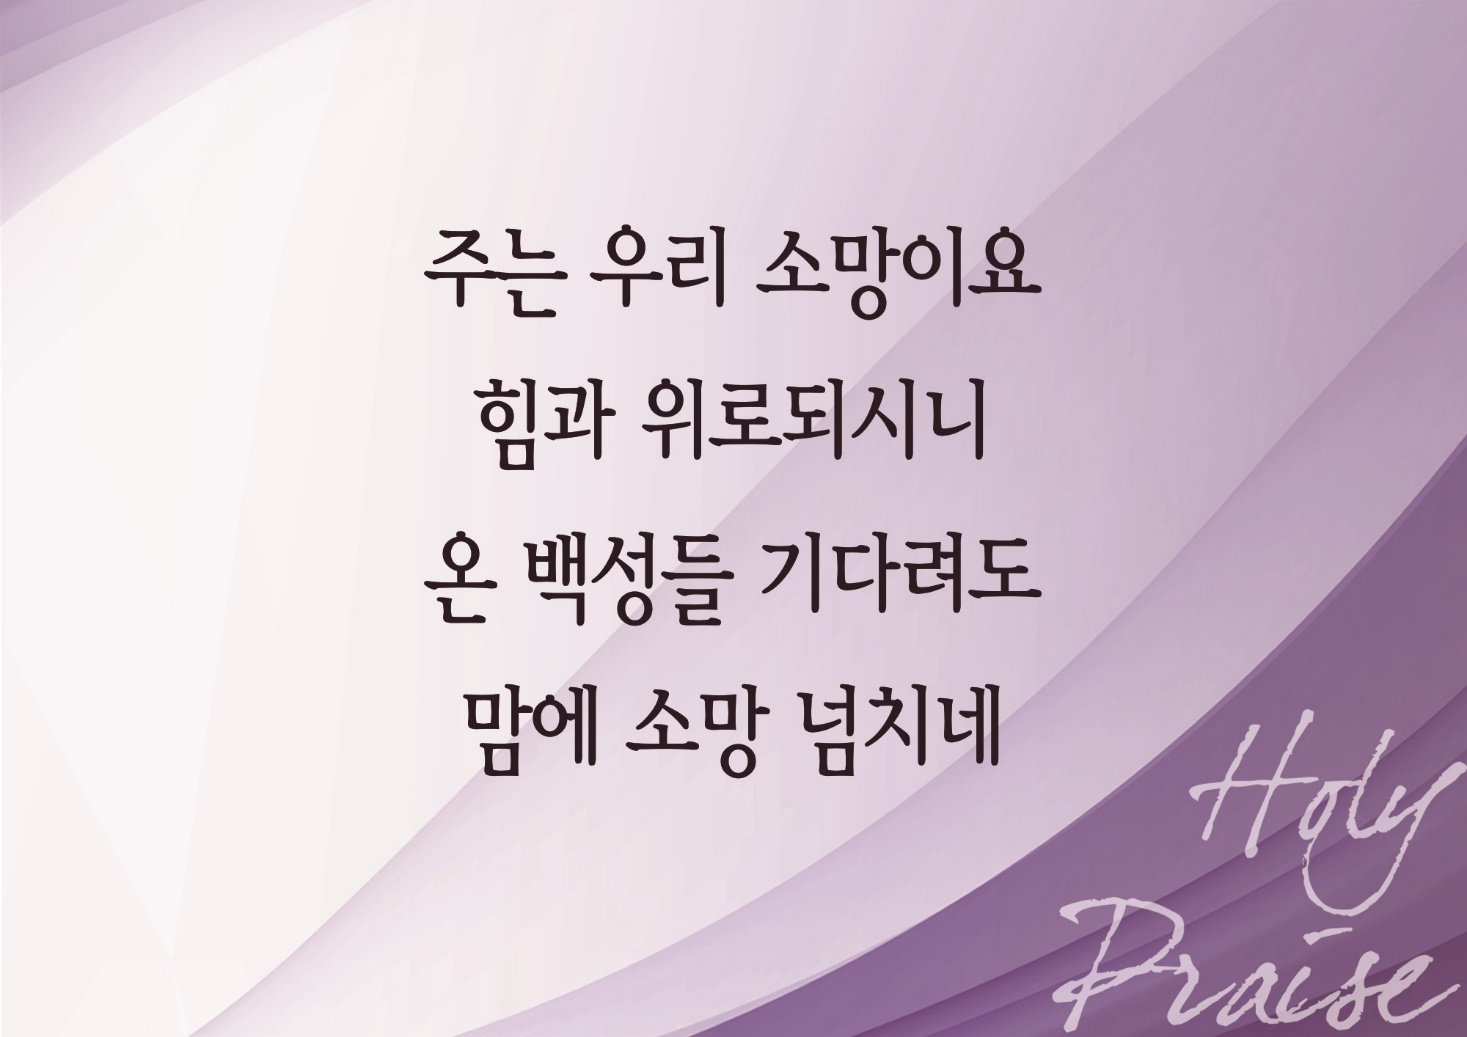 주는 우리 소망이요
힘과 위로되시니
온 백성들 기다려도
맘에 소망 넘치네
Holy
Praise